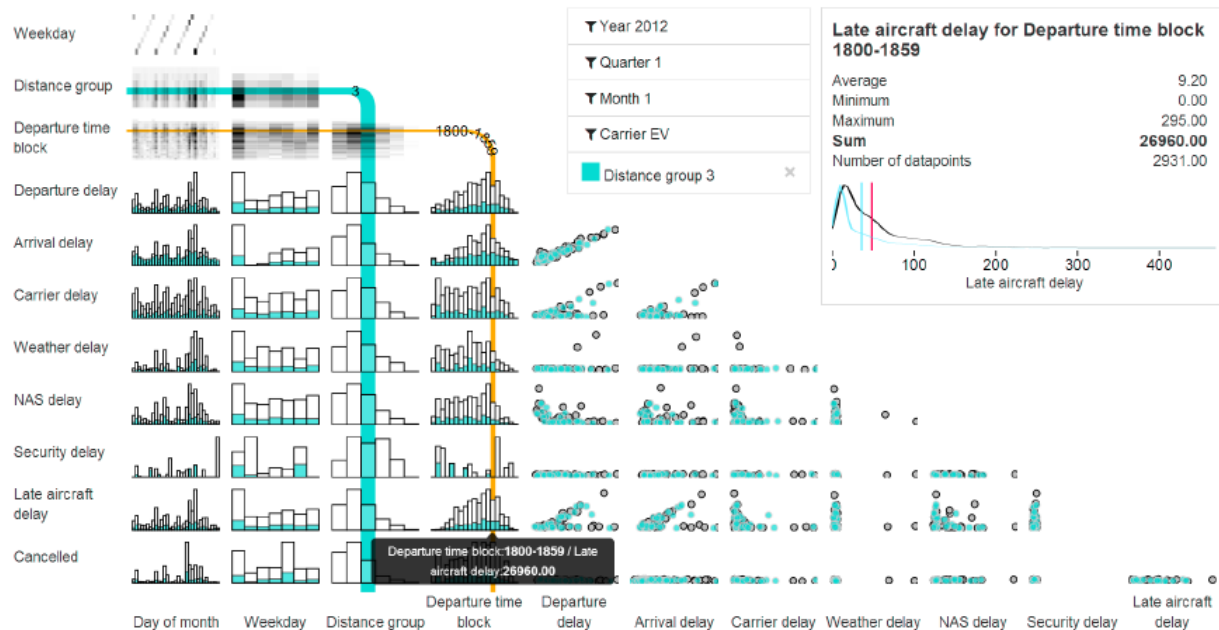 Weekday
Distance group
Departure time
block
Departure delay
Arrival delay
Carrier delay
Weather delay
NAS delay
Security delay
Late aircraft
delay
Cancelled
3
1800-1859
Year 2012
Quarter 1
Month 1
Carrier EV
Distance group 3 ×
Late aircraft delay for Departure time block
1800-1859
Average 9.20
Minimum 0.00
Maximum 295.00
Sum 26960.00
Number of datapoints 2931.00
0 100 200 300 400
Late aircraft delay
Departure time block:1800-1859 / Late
aircraft delay:26960.00
Day of month
Weekday
Distance group
Departure time
block
Departure
delay
Arrival delay
Carrier delay
Weather delay
NAS delay
Security delay
Late aircraft
delay